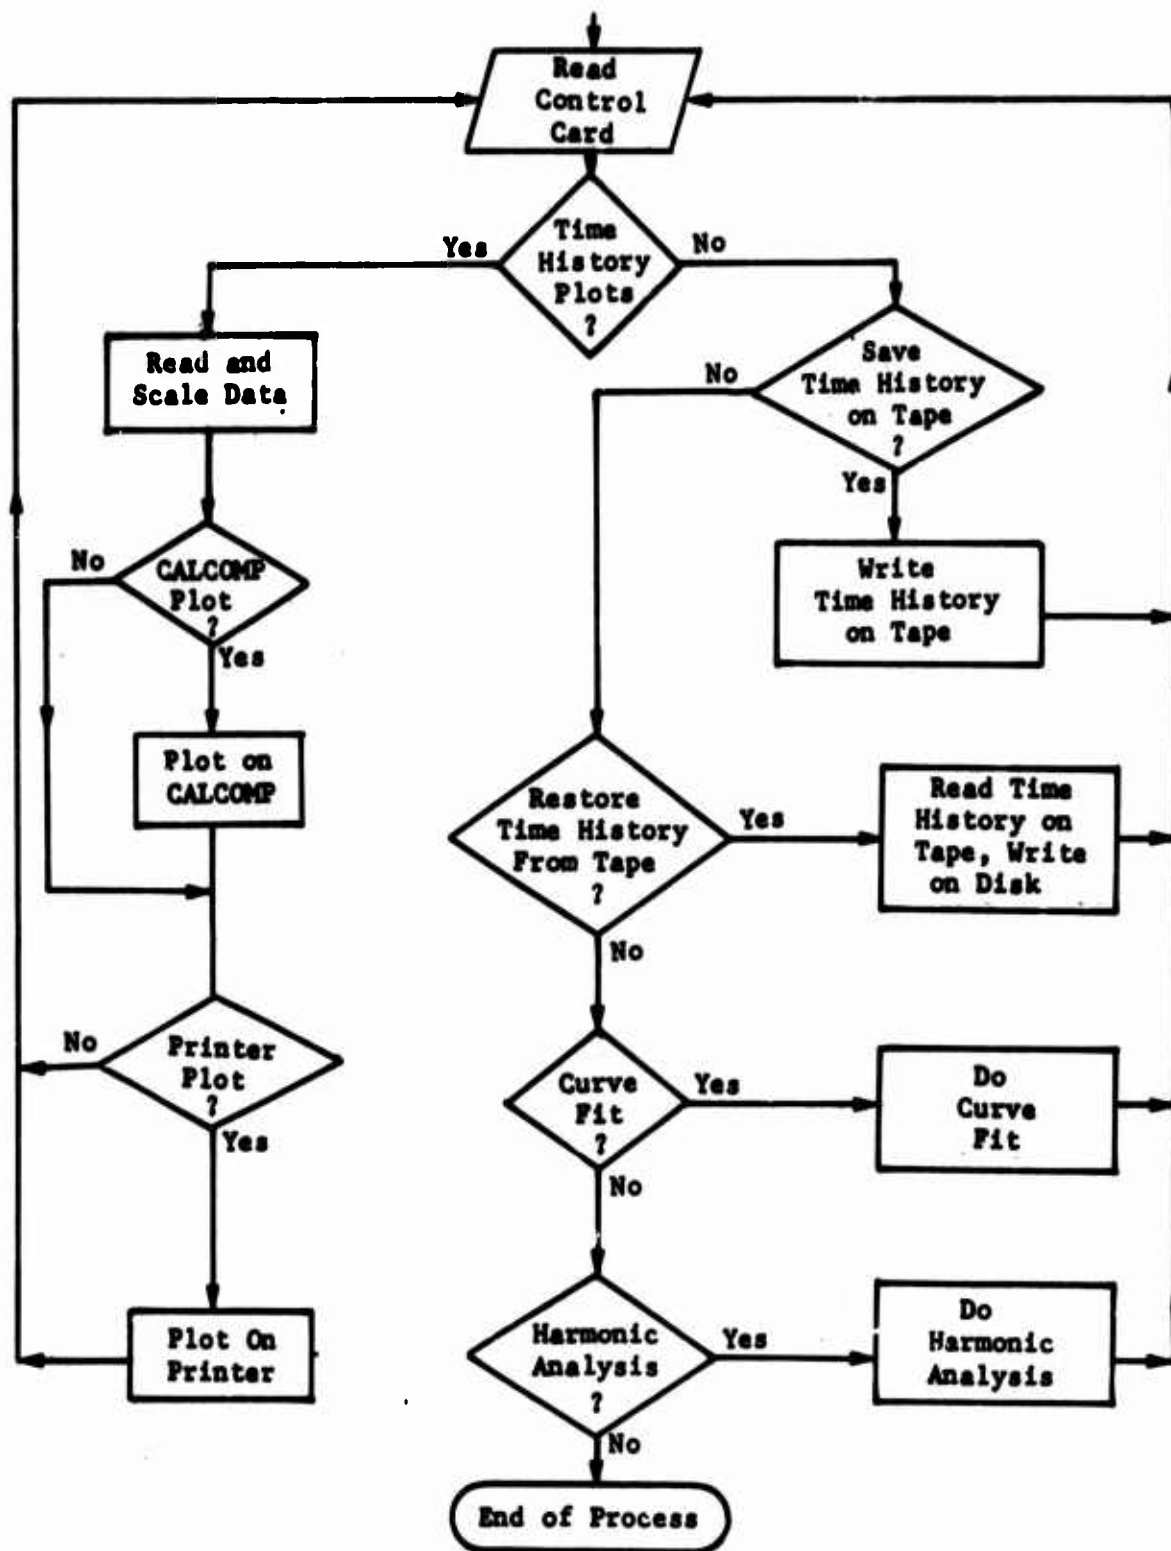 Read
Control
Card
Time
History
Plots
?
Yes
No
Read and
Scale Data
Save
Time History
on Tape
?
No
Yes
CALCOMP
Plot
?
No
Yes
Write
Time History
on Tape
Plot on
CALCOMP
Restore
Time History
From Tape
?
Yes
No
Read Time
History on
Tape, Write
on Disk
Printer
Plot
?
No
Yes
Curve
Fit
?
Yes
No
Do
Curve
Fit
Plot On
Printer
Harmonic
Analysis
?
Yes
No
Do
Harmonic
Analysis
End of Process